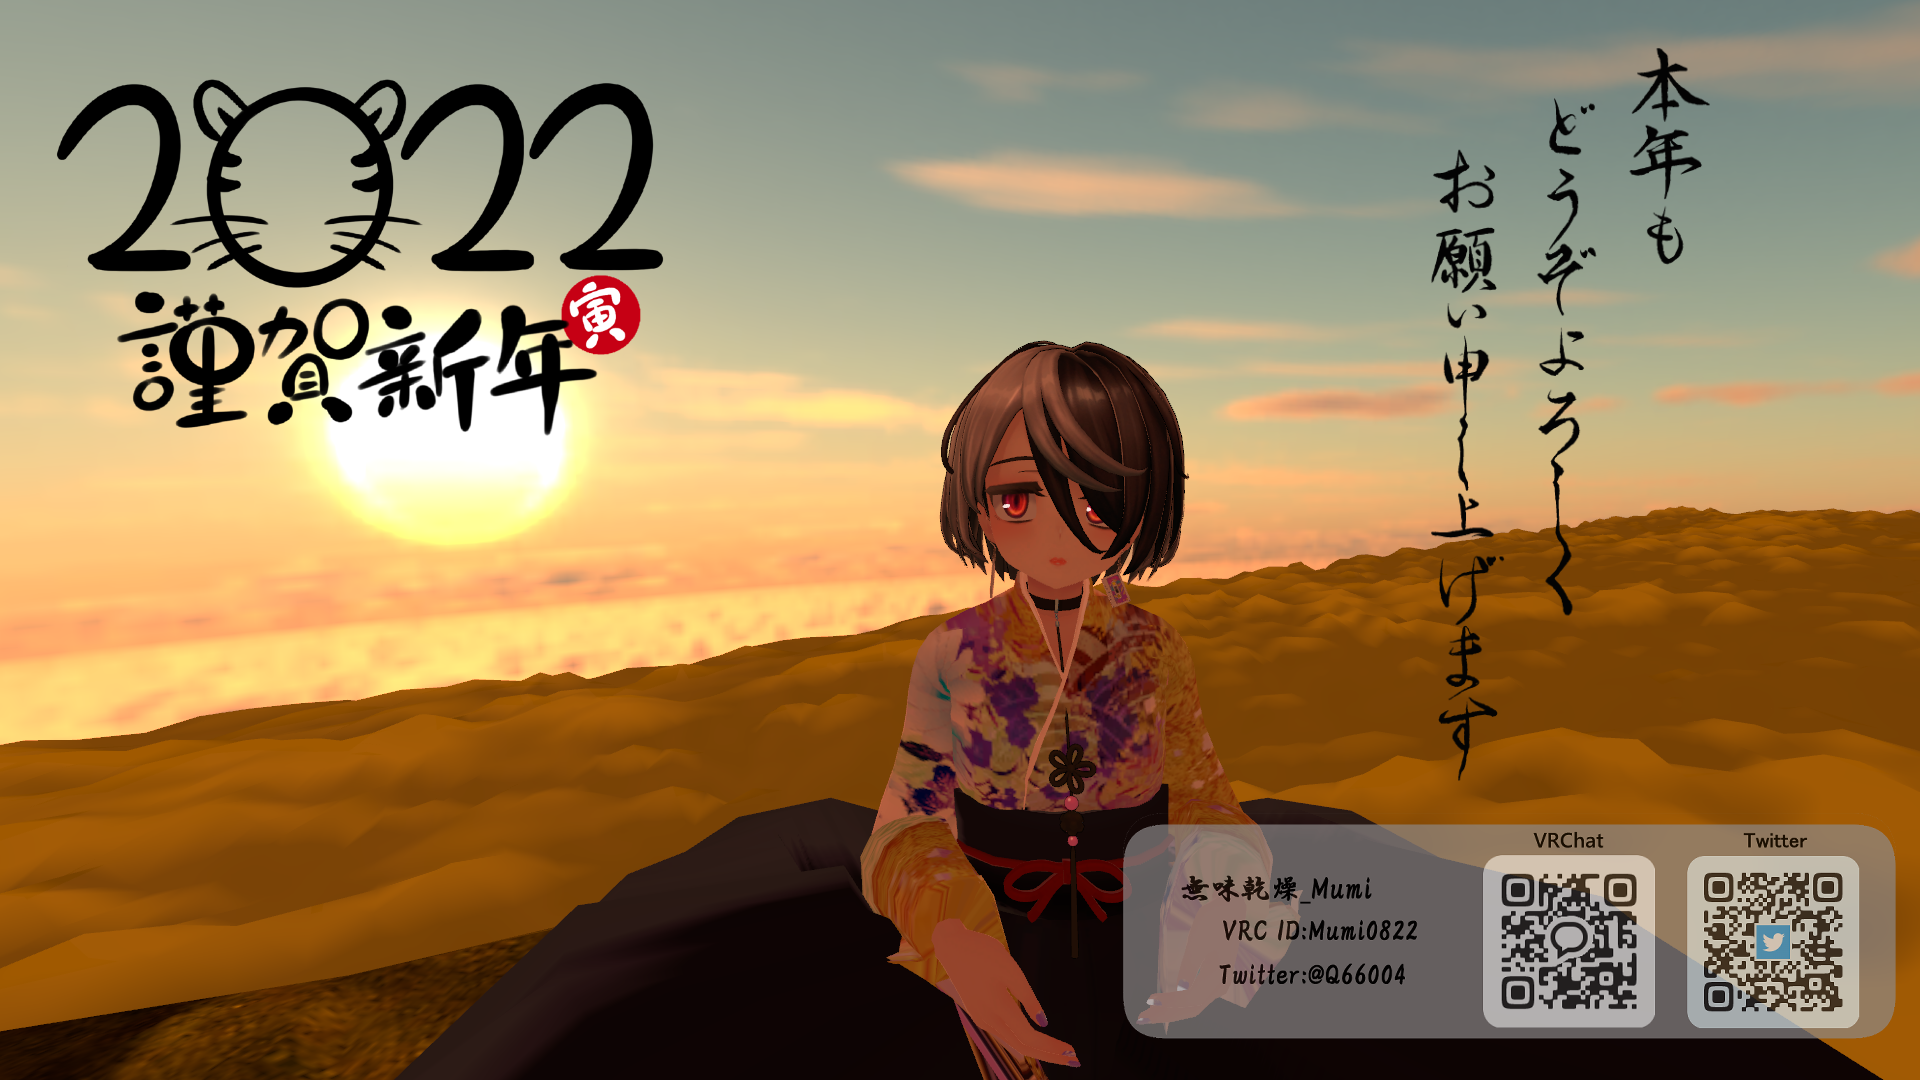 2022
謹賀新年
寅
本年も
どうぞよろしく
お願い申し上げます
VRChat
Twitter
無味乾燥_Mumi
VRC ID:Mumi0822
Twitter:@Q66004